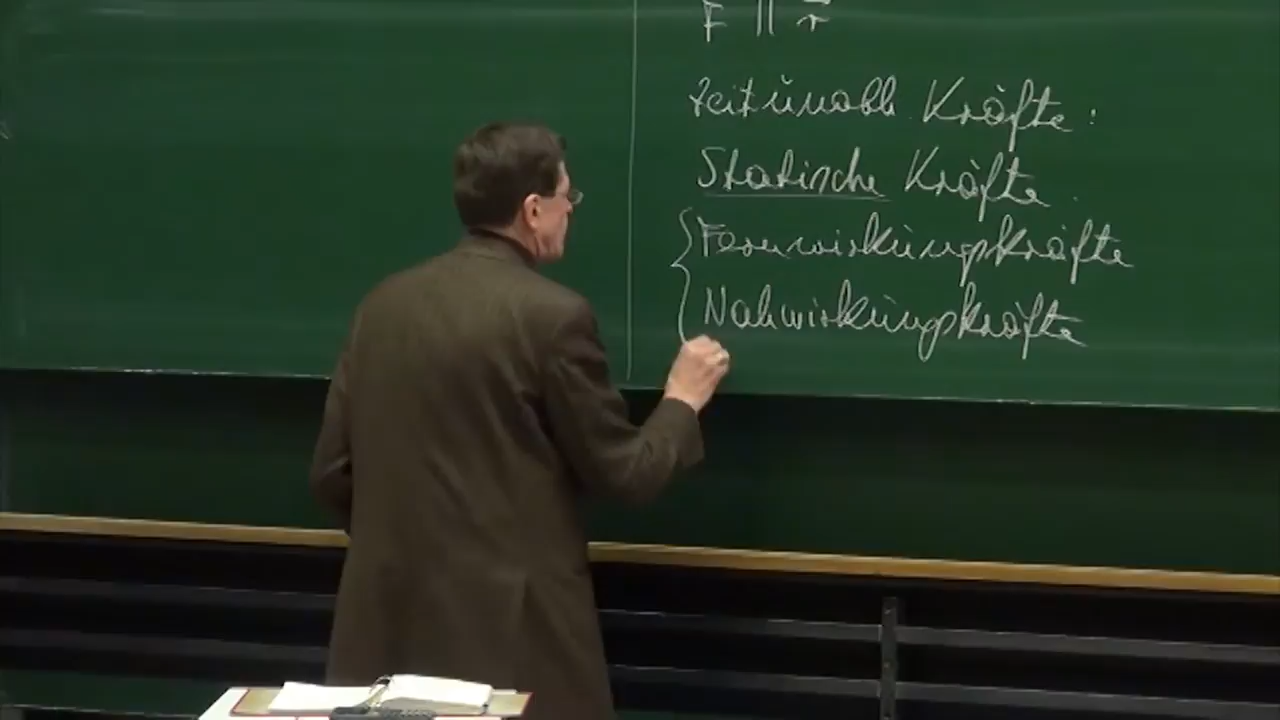 F || r⃗
zeitunabh. Kräfte:
Statische Kräfte.
Fernwirkungskräfte
Nahwirkungskräfte